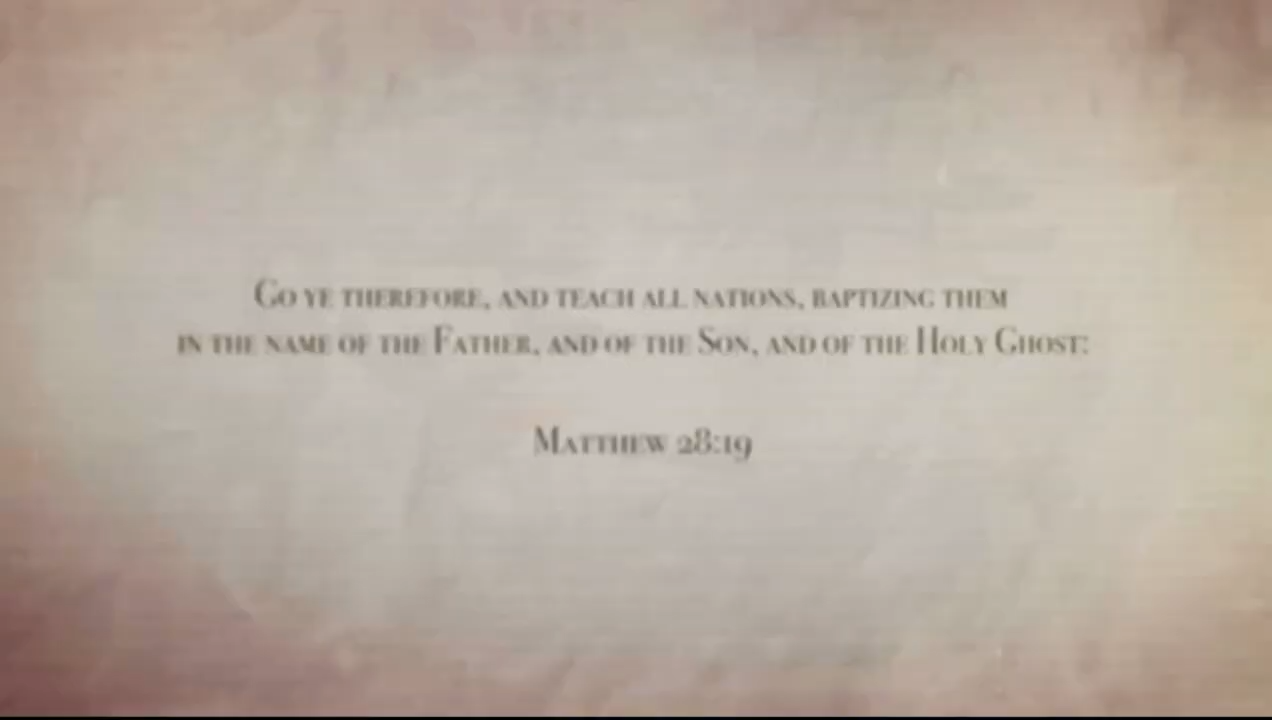 Go ye therefore, and teach all nations, baptizing them
in the name of the Father, and of the Son, and of the Holy Ghost:
Matthew 28:19